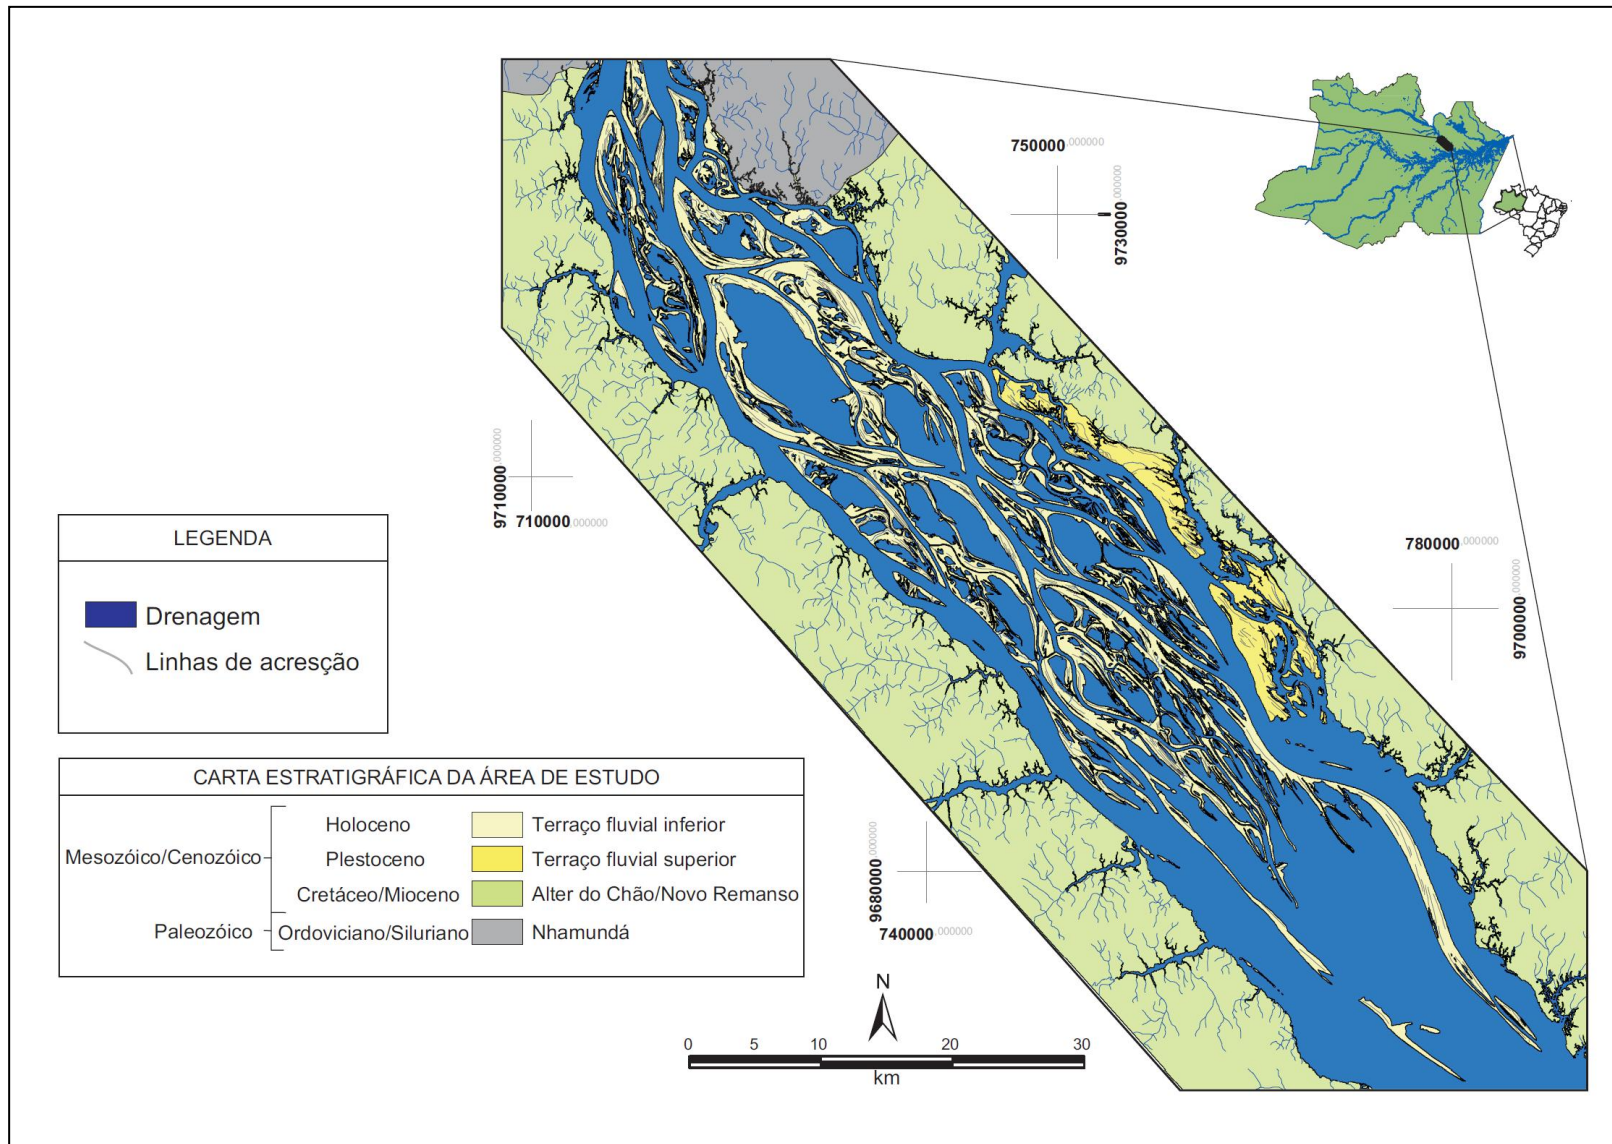 750000,000000
9730000,000000
9710000,000000
710000,000000
780000,000000
9700000,000000
LEGENDA
Drenagem
Linhas de acresção
CARTA ESTRATIGRÁFICA DA ÁREA DE ESTUDO
Holoceno Terraço fluvial inferior
Mesozóico/Cenozóico Plestoceno Terraço fluvial superior
Cretáceo/Mioceno Alter do Chão/Novo Remanso
Paleozóico Ordoviciano/Siluriano Nhamundá
9680000,000000
740000,000000
N
0 5 10 20 30
km